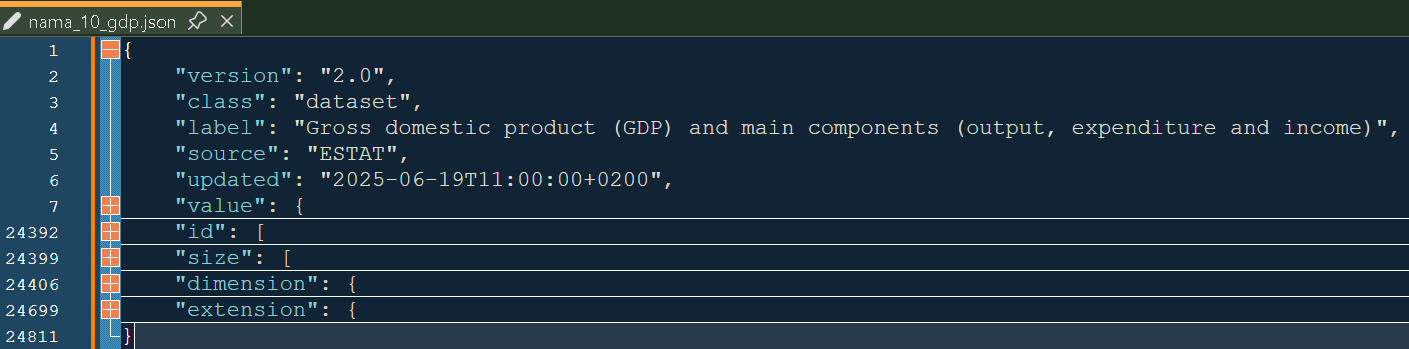 nama_10_gdp.json
1 {
2 "version": "2.0",
3 "class": "dataset",
4 "label": "Gross domestic product (GDP) and main components (output, expenditure and income)",
5 "source": "ESTAT",
6 "updated": "2025-06-19T11:00:00+0200",
7 "value": {
24392 "id": [
24399 "size": [
24406 "dimension": {
24699 "extension": {
24811 }